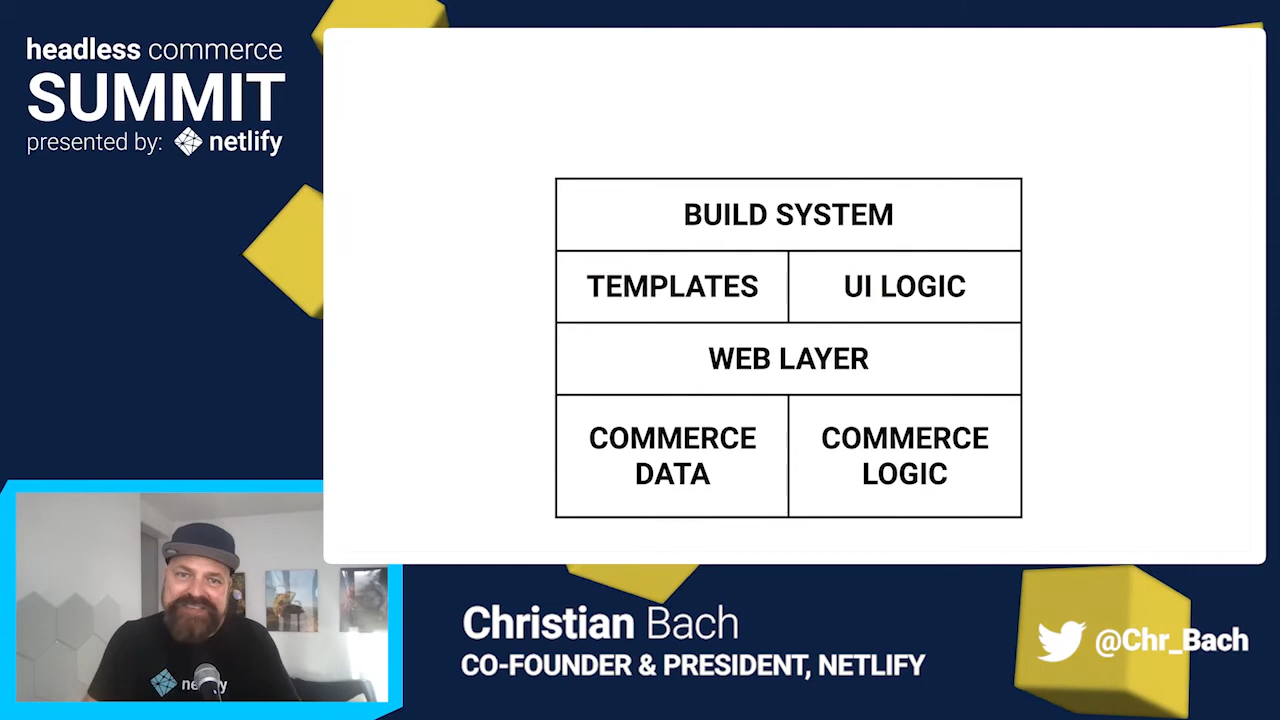 headless commerce
SUMMIT
presented by: netlify
BUILD SYSTEM
TEMPLATES
UI LOGIC
WEB LAYER
COMMERCE
DATA
COMMERCE
LOGIC
netlify
Christian Bach
CO-FOUNDER & PRESIDENT, NETLIFY
@Chr_Bach